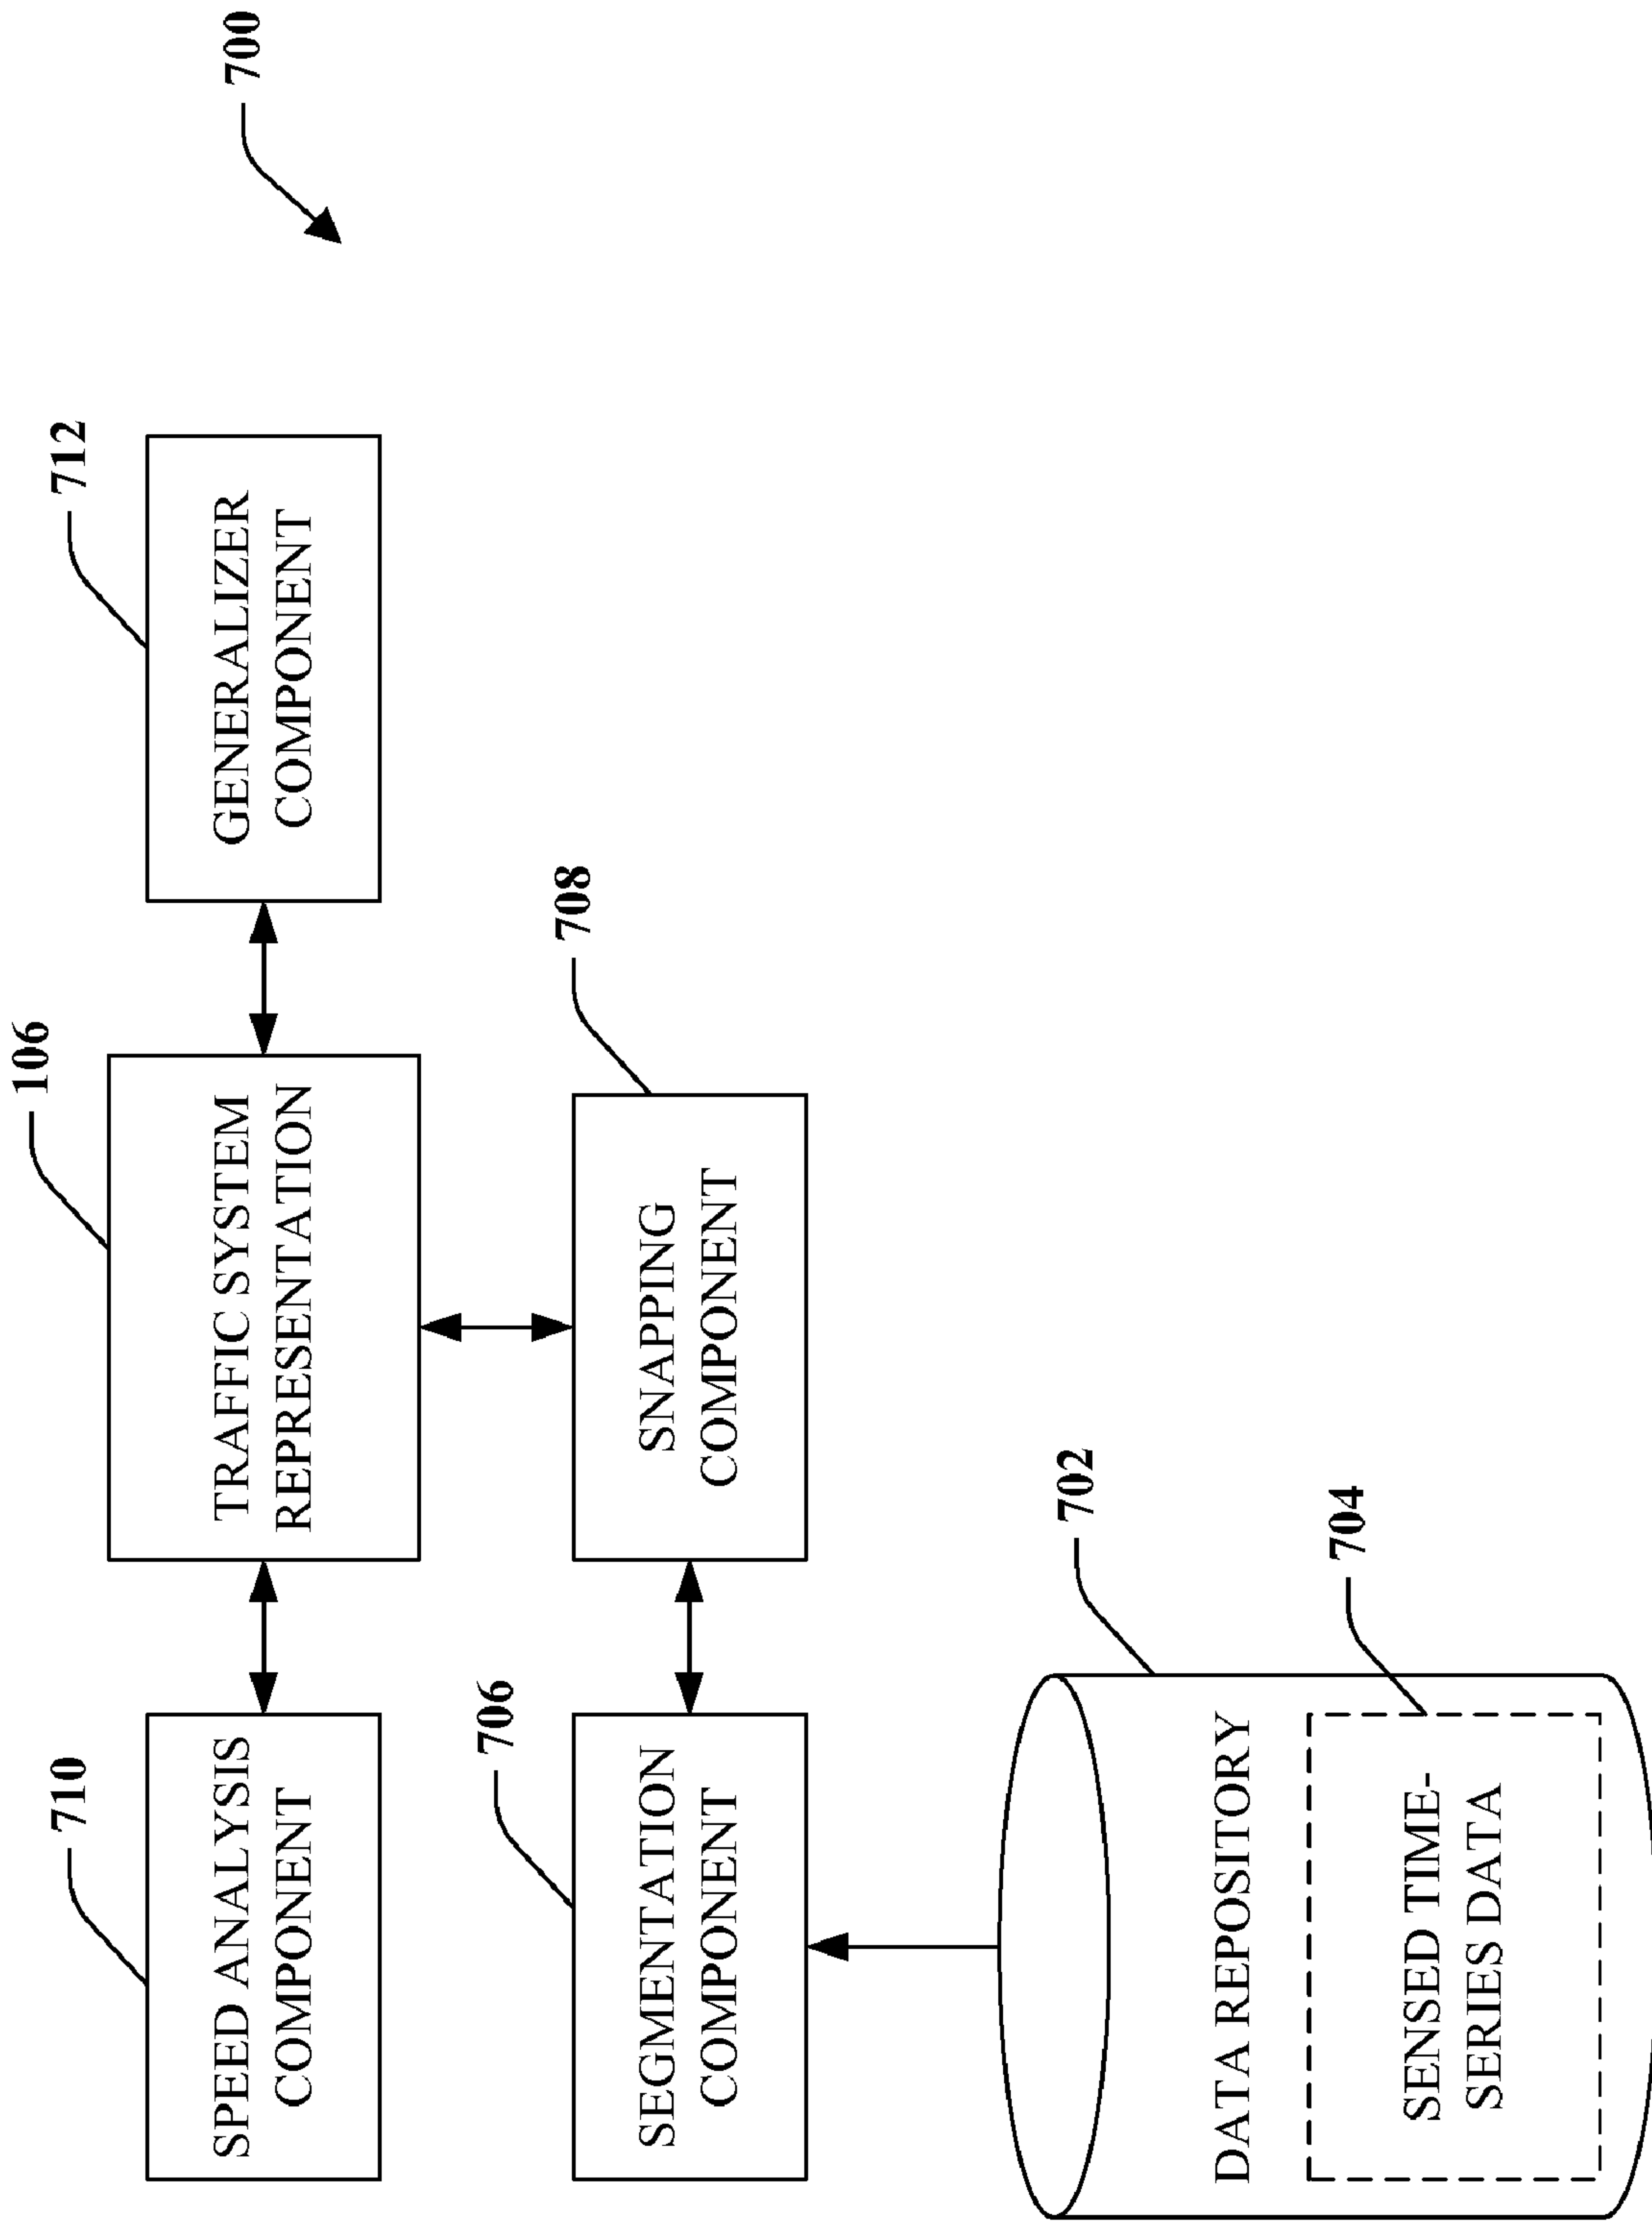 700
710
SPEED ANALYSIS
COMPONENT
106
TRAFFIC SYSTEM
REPRESENTATION
712
GENERALIZER
COMPONENT
706
SEGMENTATION
COMPONENT
708
SNAPPING
COMPONENT
702
DATA REPOSITORY
704
SENSED TIME-
SERIES DATA